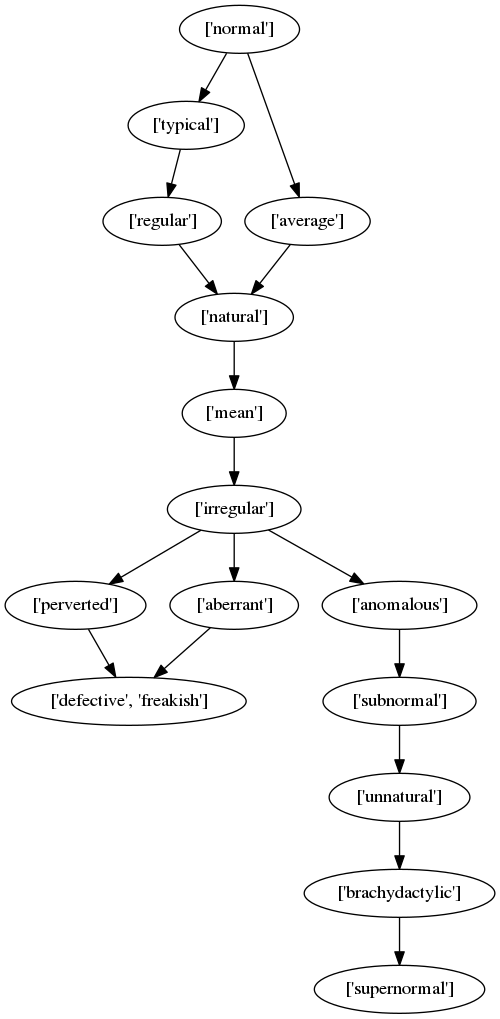 ['normal']
['typical']
['regular']
['average']
['natural']
['mean']
['irregular']
['perverted']
['aberrant']
['anomalous']
['defective', 'freakish']
['subnormal']
['unnatural']
['brachydactylic']
['supernormal']